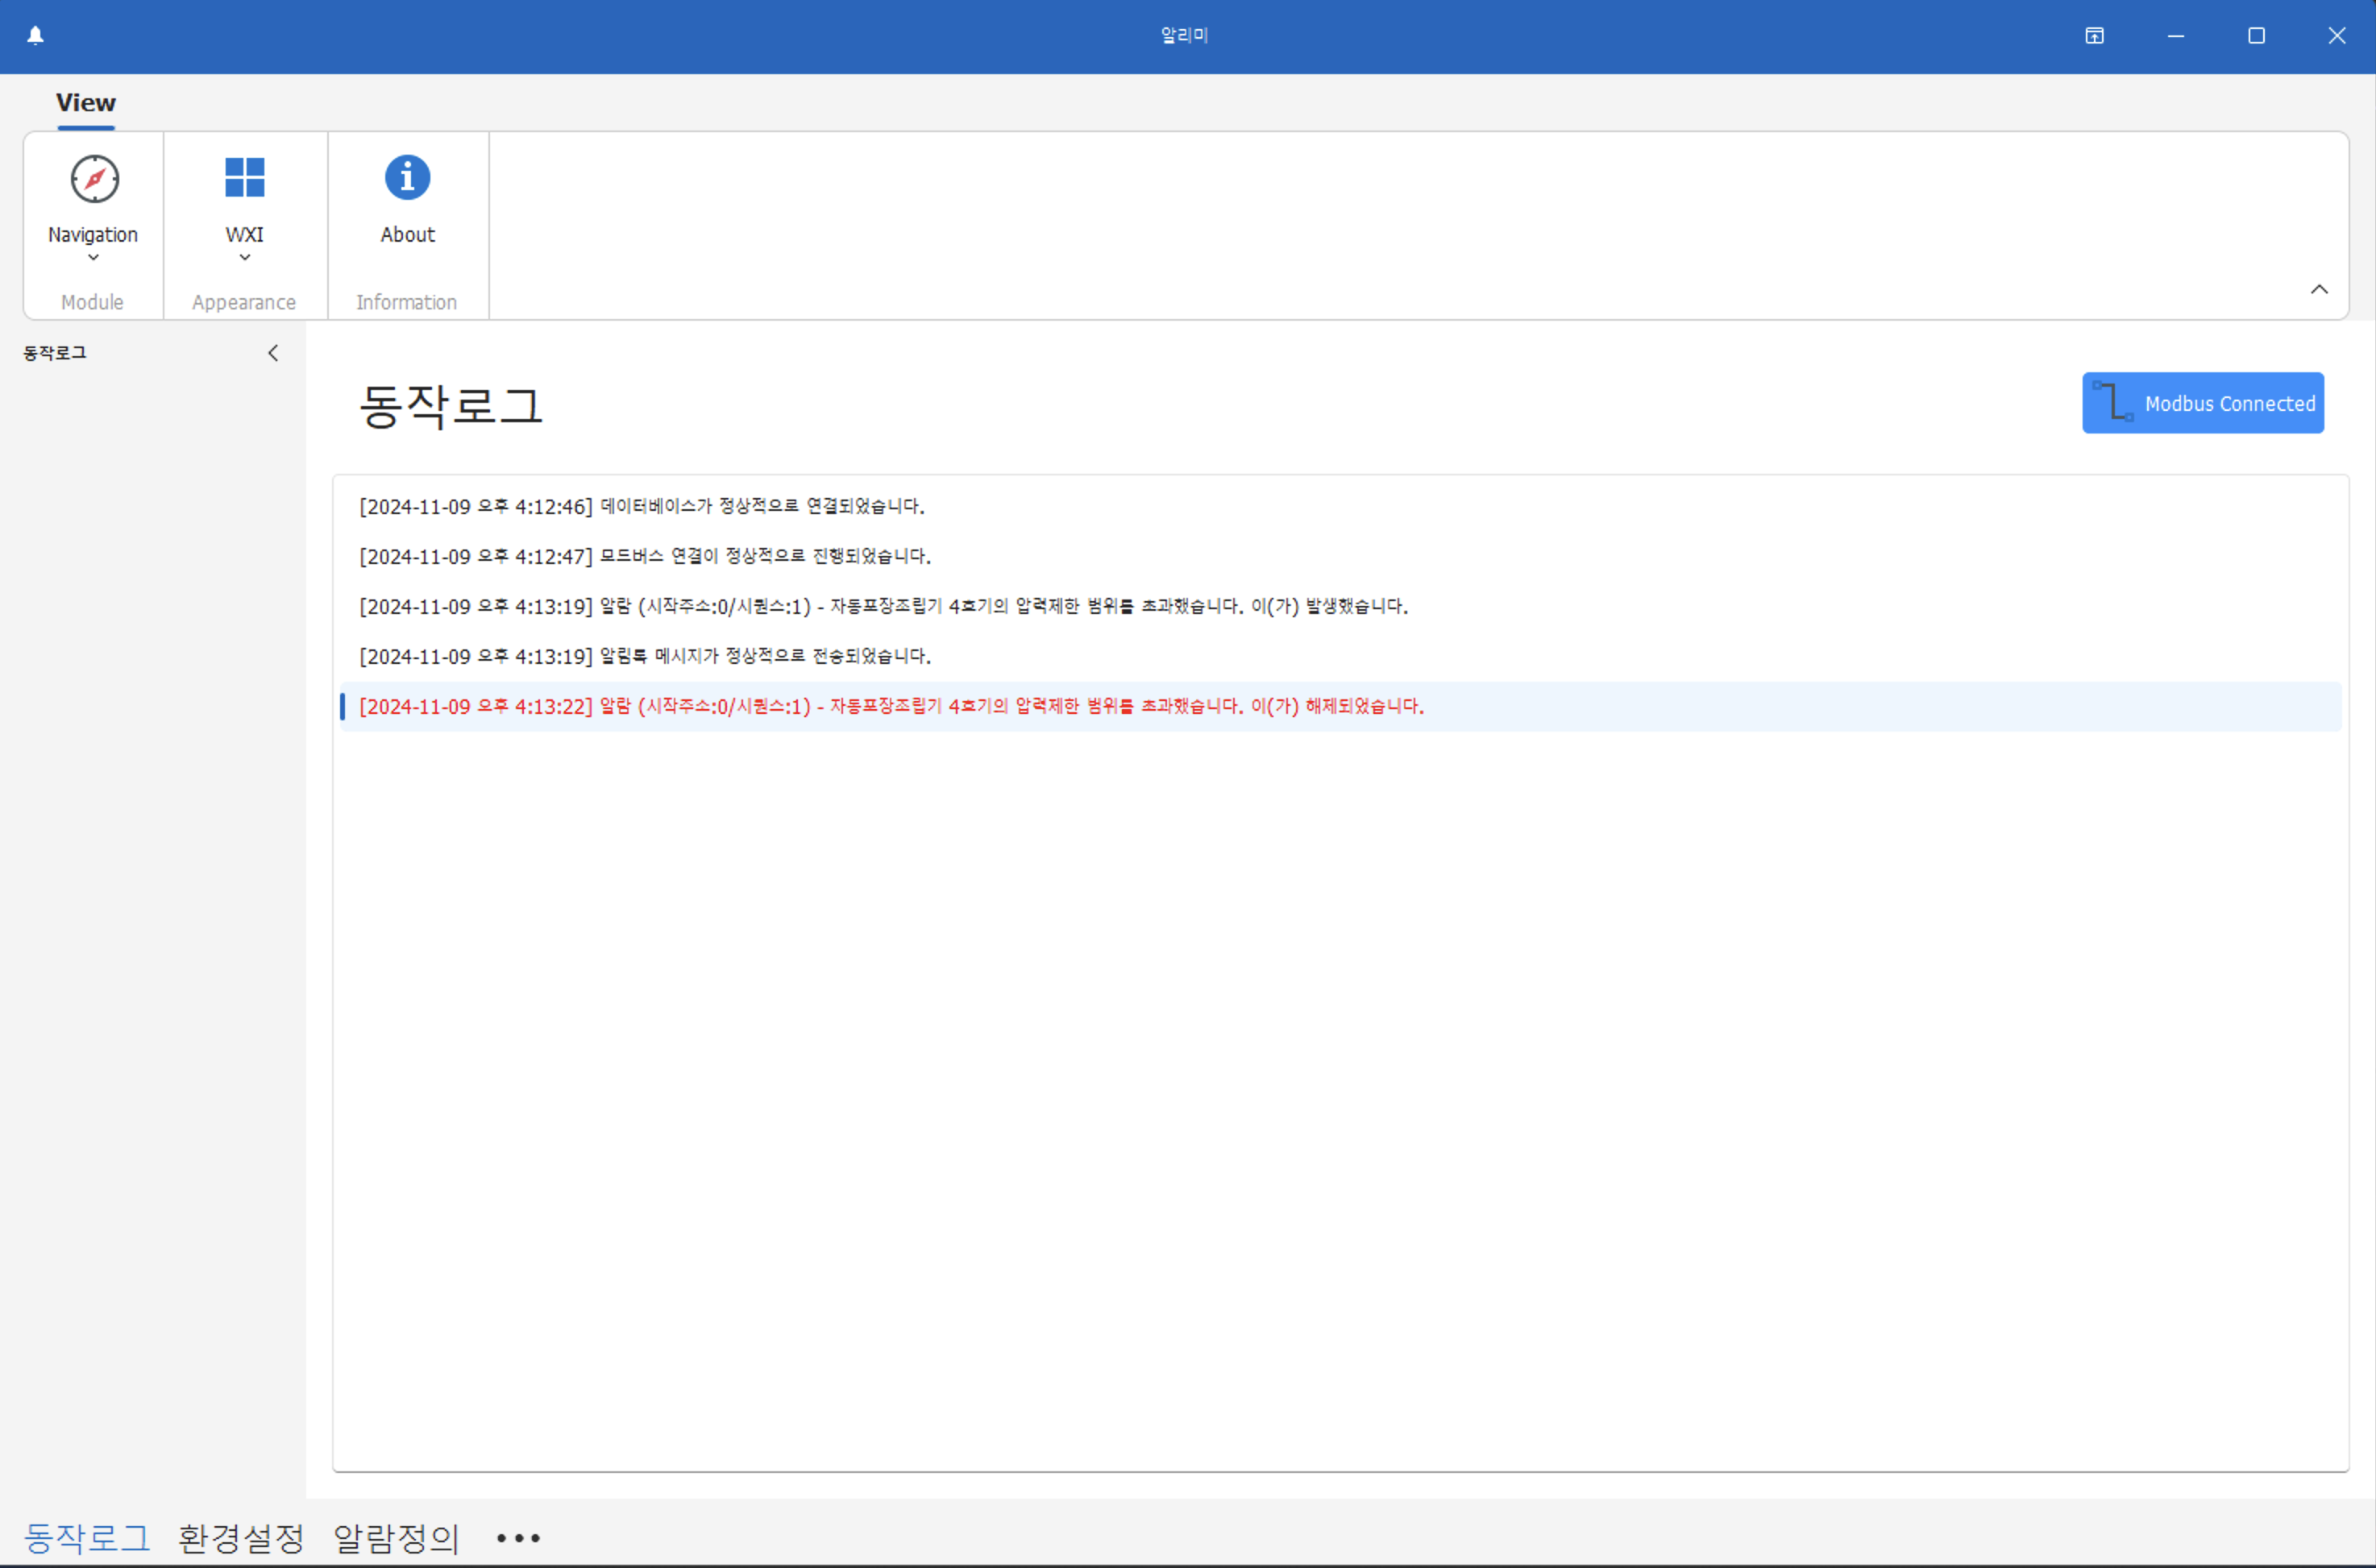 알리미
View
Navigation
WXI
About
Module
Appearance
Information
동작로그
동작로그
Modbus Connected
[2024-11-09 오후 4:12:46] 데이터베이스가 정상적으로 연결되었습니다.
[2024-11-09 오후 4:12:47] 모드버스 연결이 정상적으로 진행되었습니다.
[2024-11-09 오후 4:13:19] 알람 (시작주소:0/시퀀스:1) - 자동포장조립기 4호기의 압력제한 범위를 초과했습니다. 이(가) 발생했습니다.
[2024-11-09 오후 4:13:19] 알림톡 메시지가 정상적으로 전송되었습니다.
[2024-11-09 오후 4:13:22] 알람 (시작주소:0/시퀀스:1) - 자동포장조립기 4호기의 압력제한 범위를 초과했습니다. 이(가) 해제되었습니다.
동작로그 환경설정 알람정의 •••